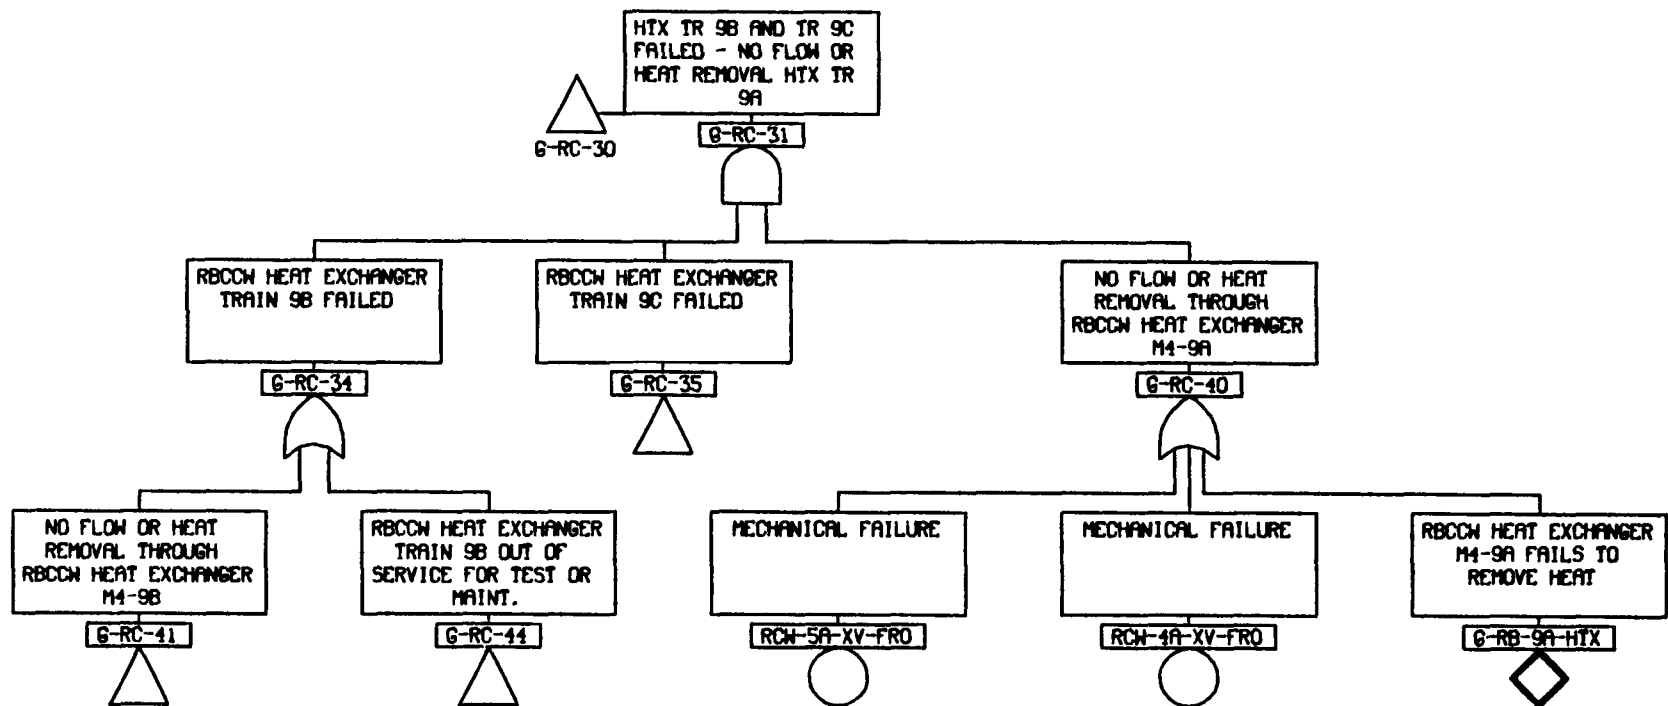 HTX TR 9B AND TR 9C
FAILED - NO FLOW OR
HEAT REMOVAL HTX TR
9A
G-RC-30
G-RC-31
RBCCW HEAT EXCHANGER
TRAIN 9B FAILED
G-RC-34
RBCCW HEAT EXCHANGER
TRAIN 9C FAILED
G-RC-35
NO FLOW OR HEAT
REMOVAL THROUGH
RBCCW HEAT EXCHANGER
M4-9A
G-RC-40
NO FLOW OR HEAT
REMOVAL THROUGH
RBCCW HEAT EXCHANGER
M4-9B
G-RC-41
RBCCW HEAT EXCHANGER
TRAIN 9B OUT OF
SERVICE FOR TEST OR
MAINT.
G-RC-44
MECHANICAL FAILURE
RCW-5A-XV-FRO
MECHANICAL FAILURE
RCW-4A-XV-FRO
RBCCW HEAT EXCHANGER
M4-9A FAILS TO
REMOVE HEAT
G-RB-9A-HTX